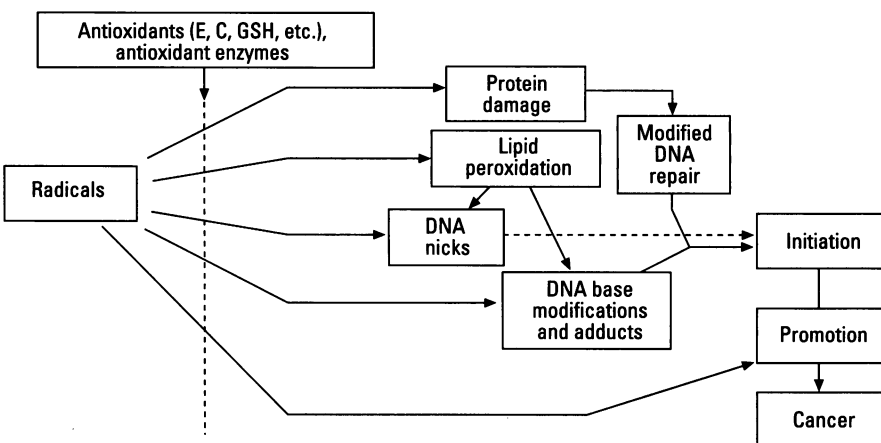 Antioxidants (E, C, GSH, etc.),
antioxidant enzymes
Protein
damage
Modified
DNA
repair
Lipid
peroxidation
Radicals
DNA
nicks
Initiation
DNA base
modifications
and adducts
Promotion
Cancer